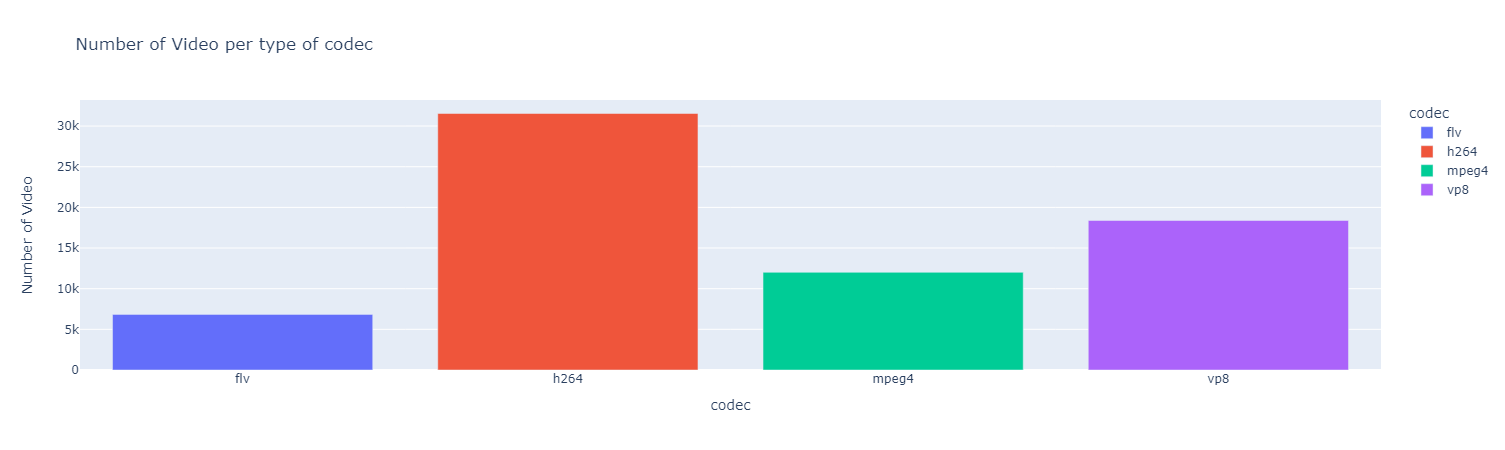 Number of Video per type of codec
Number of Video
30k
25k
20k
15k
10k
5k
0
flv
h264
mpeg4
vp8
codec
codec
flv
h264
mpeg4
vp8